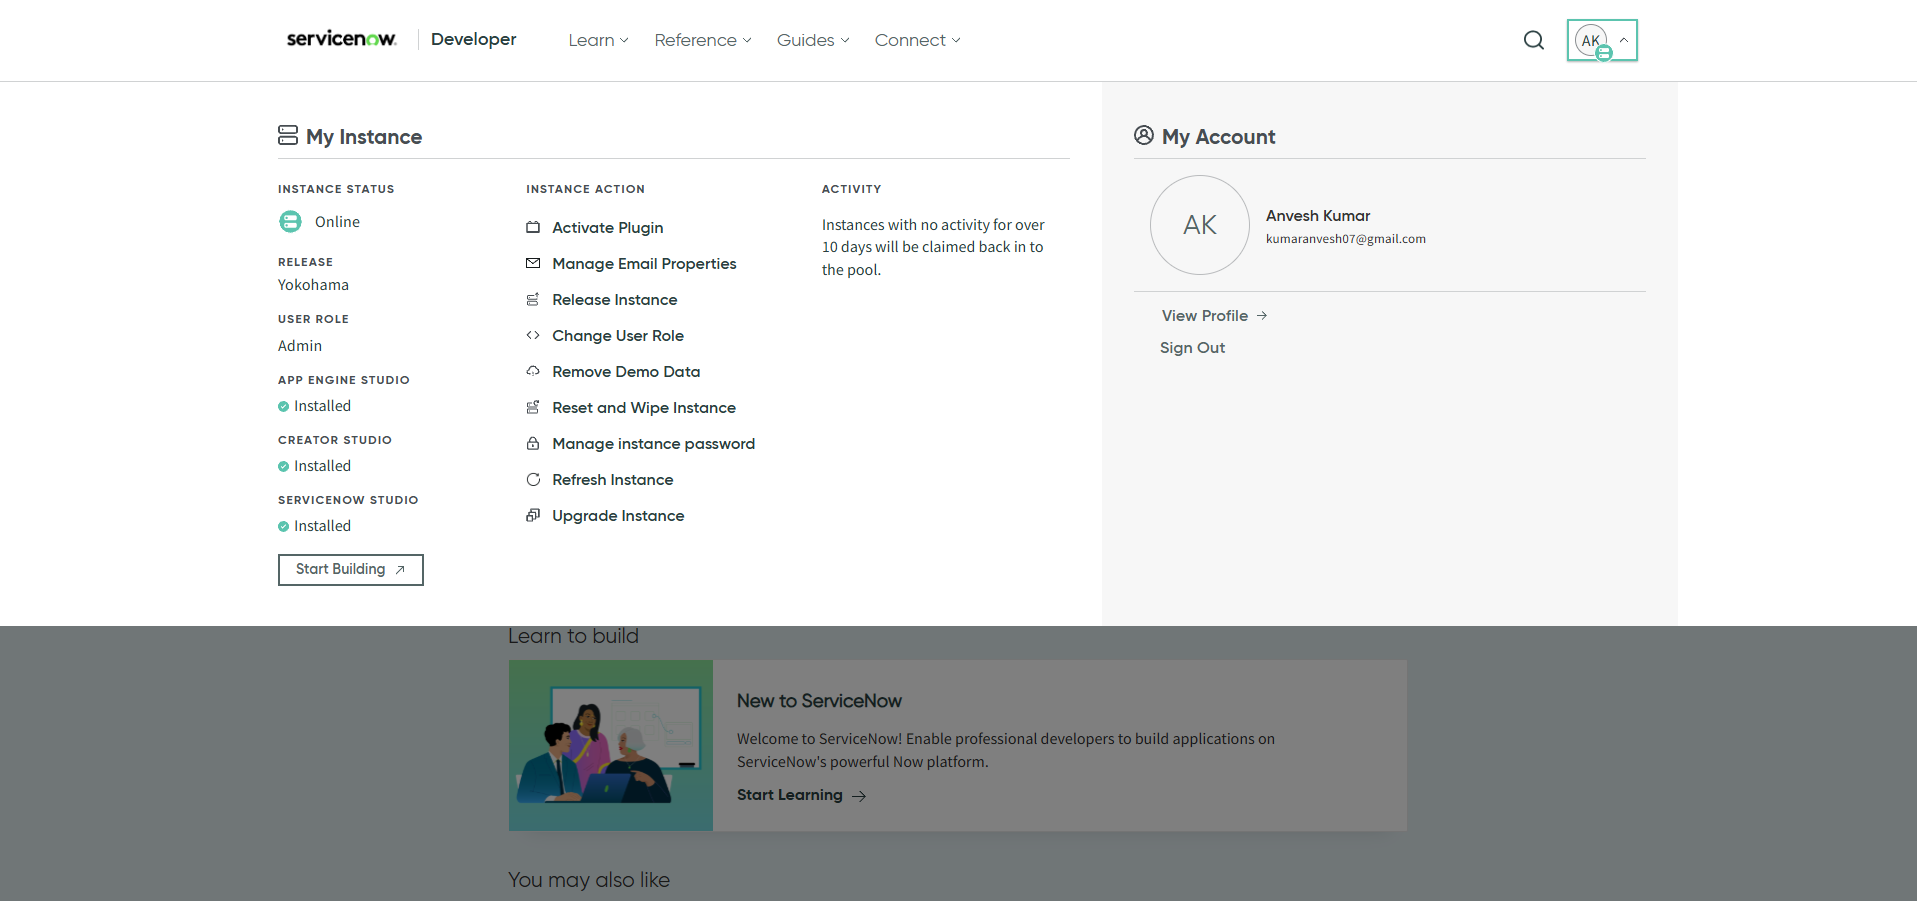 servicenow. Developer Learn Reference Guides Connect AK
My Instance
INSTANCE STATUS
Online
RELEASE
Yokohama
USER ROLE
Admin
APP ENGINE STUDIO
Installed
CREATOR STUDIO
Installed
SERVICENOW STUDIO
Installed
Start Building
INSTANCE ACTION
Activate Plugin
Manage Email Properties
Release Instance
Change User Role
Remove Demo Data
Reset and Wipe Instance
Manage instance password
Refresh Instance
Upgrade Instance
ACTIVITY
Instances with no activity for over
10 days will be claimed back in to
the pool.
My Account
AK
Anvesh Kumar
kumaranvesh07@gmail.com
View Profile
Sign Out
Learn to build
New to ServiceNow
Welcome to ServiceNow! Enable professional developers to build applications on
ServiceNow's powerful Now platform.
Start Learning
You may also like